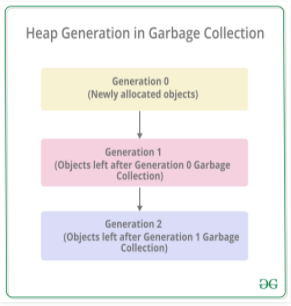 Heap Generation in Garbage Collection
Generation 0
(Newly allocated objects)
Generation 1
(Objects left after Generation 0 Garbage
Collection)
Generation 2
(Objects left after Generation 1 Garbage
Collection)